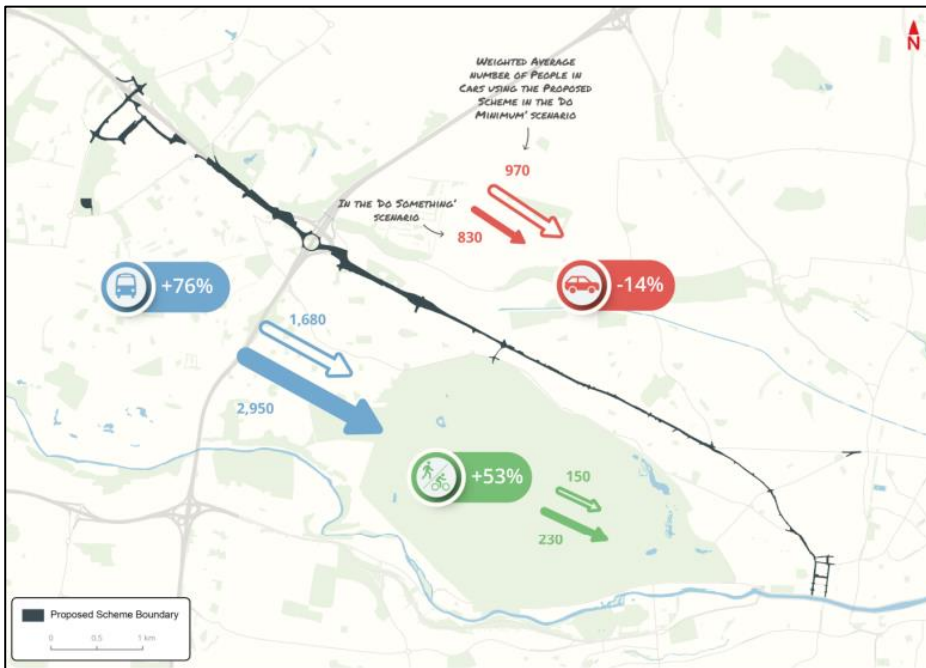 N
WEIGHTED AVERAGE
NUMBER OF PEOPLE IN
CARS USING THE PROPOSED
SCHEME IN THE 'DO
MINIMUM' SCENARIO
970
IN THE 'DO SOMETHING'
SCENARIO
830
+76%
-14%
1,680
2,950
+53%
150
230
Proposed Scheme Boundary
0 0.5 1 km